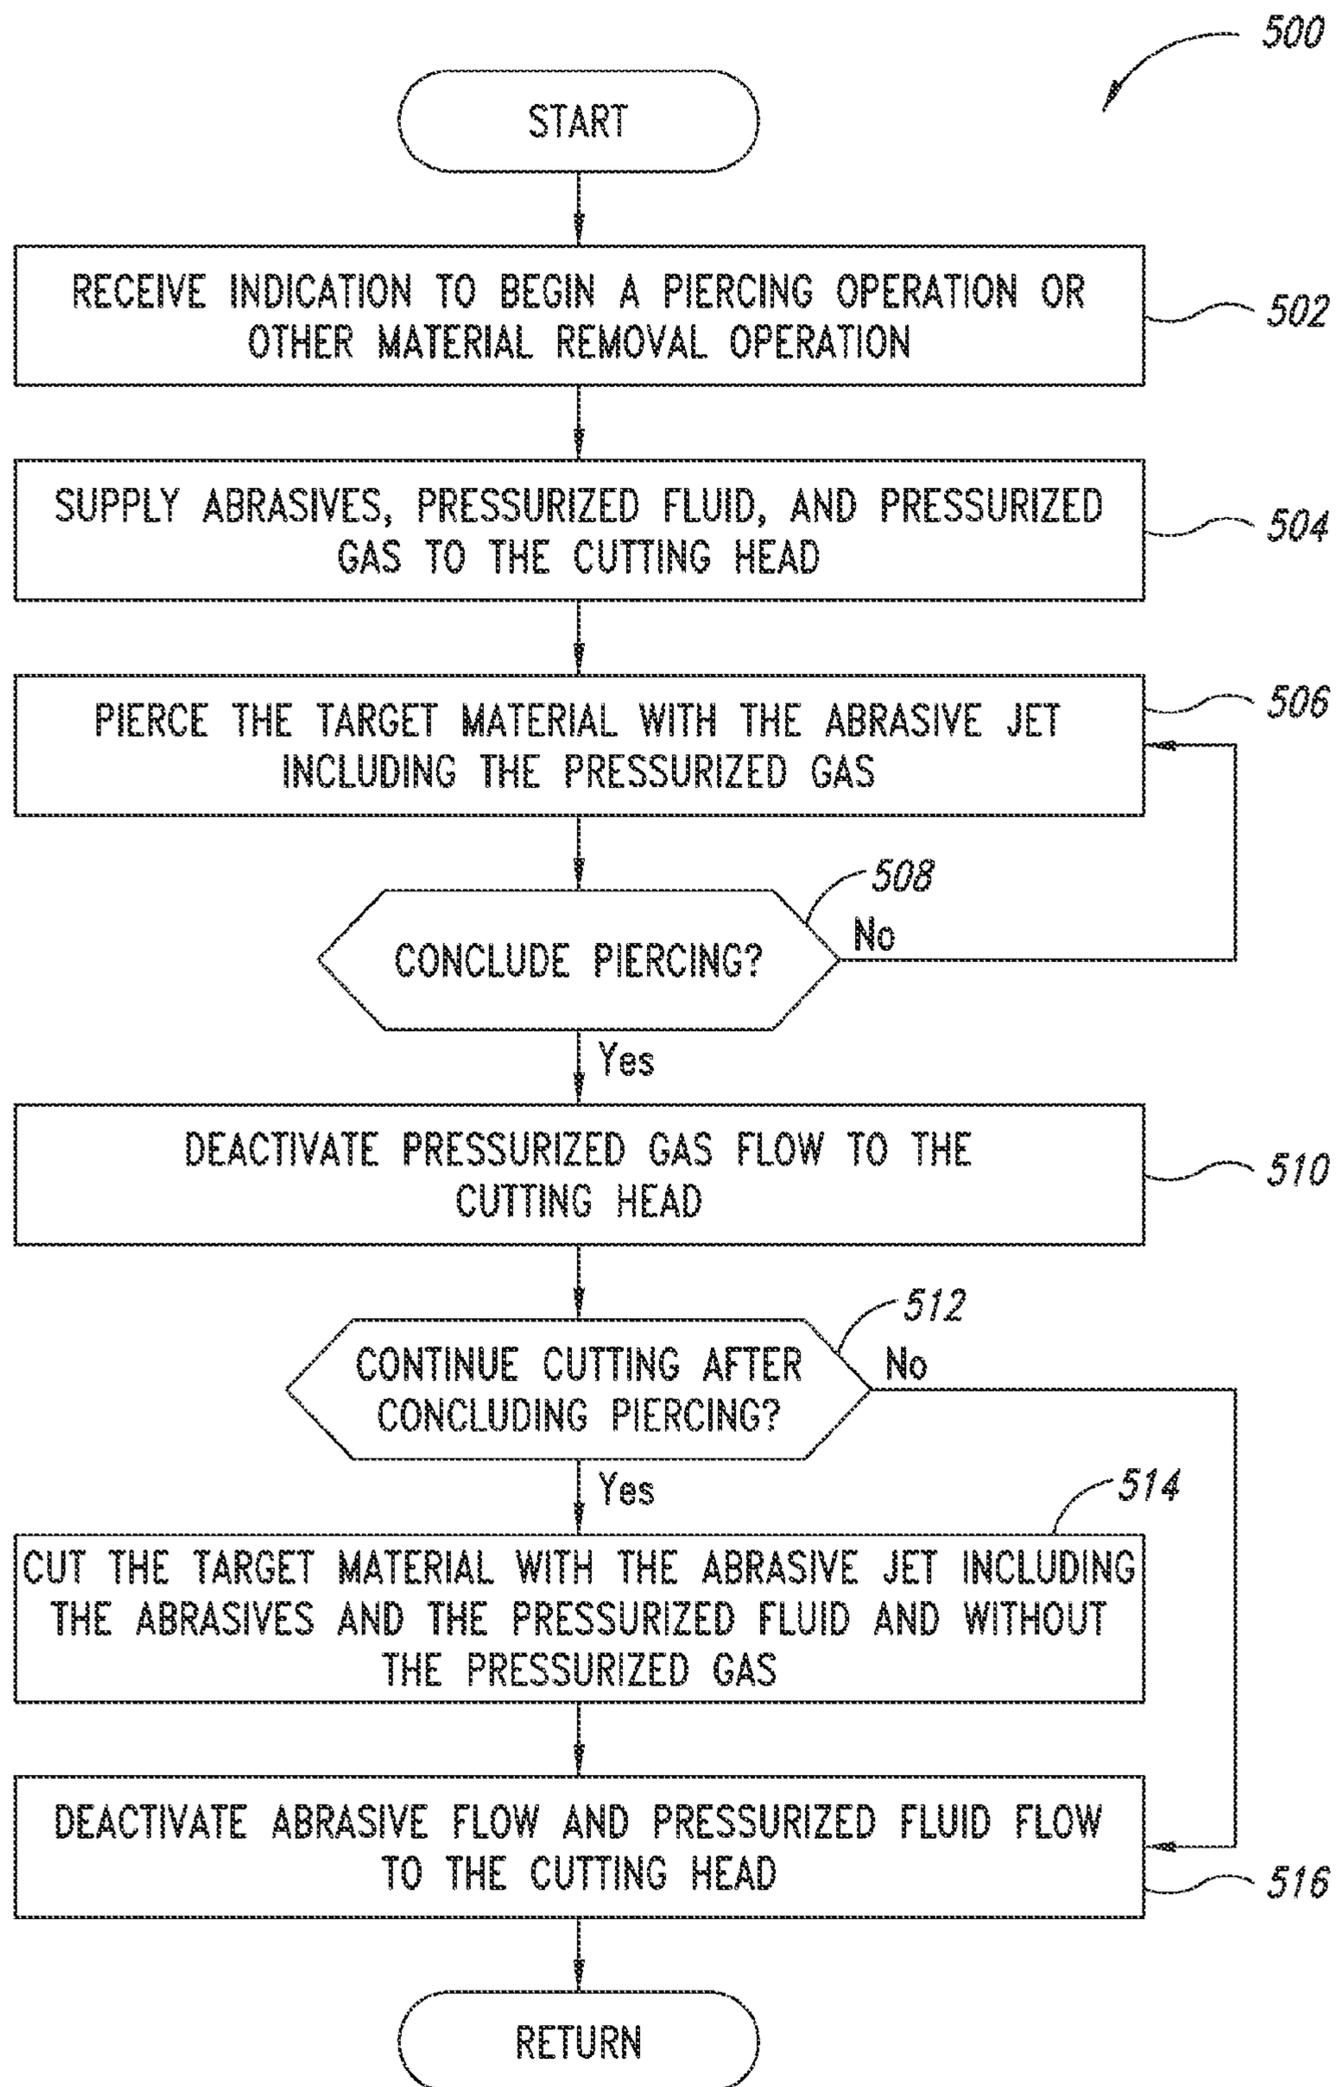 500
START
RECEIVE INDICATION TO BEGIN A PIERCING OPERATION OR
OTHER MATERIAL REMOVAL OPERATION
502
SUPPLY ABRASIVES, PRESSURIZED FLUID, AND PRESSURIZED
GAS TO THE CUTTING HEAD
504
PIERCE THE TARGET MATERIAL WITH THE ABRASIVE JET
INCLUDING THE PRESSURIZED GAS
506
508
CONCLUDE PIERCING?
No
Yes
DEACTIVATE PRESSURIZED GAS FLOW TO THE
CUTTING HEAD
510
512
CONTINUE CUTTING AFTER
CONCLUDING PIERCING?
No
Yes
514
CUT THE TARGET MATERIAL WITH THE ABRASIVE JET INCLUDING
THE ABRASIVES AND THE PRESSURIZED FLUID AND WITHOUT
THE PRESSURIZED GAS
DEACTIVATE ABRASIVE FLOW AND PRESSURIZED FLUID FLOW
TO THE CUTTING HEAD
516
RETURN